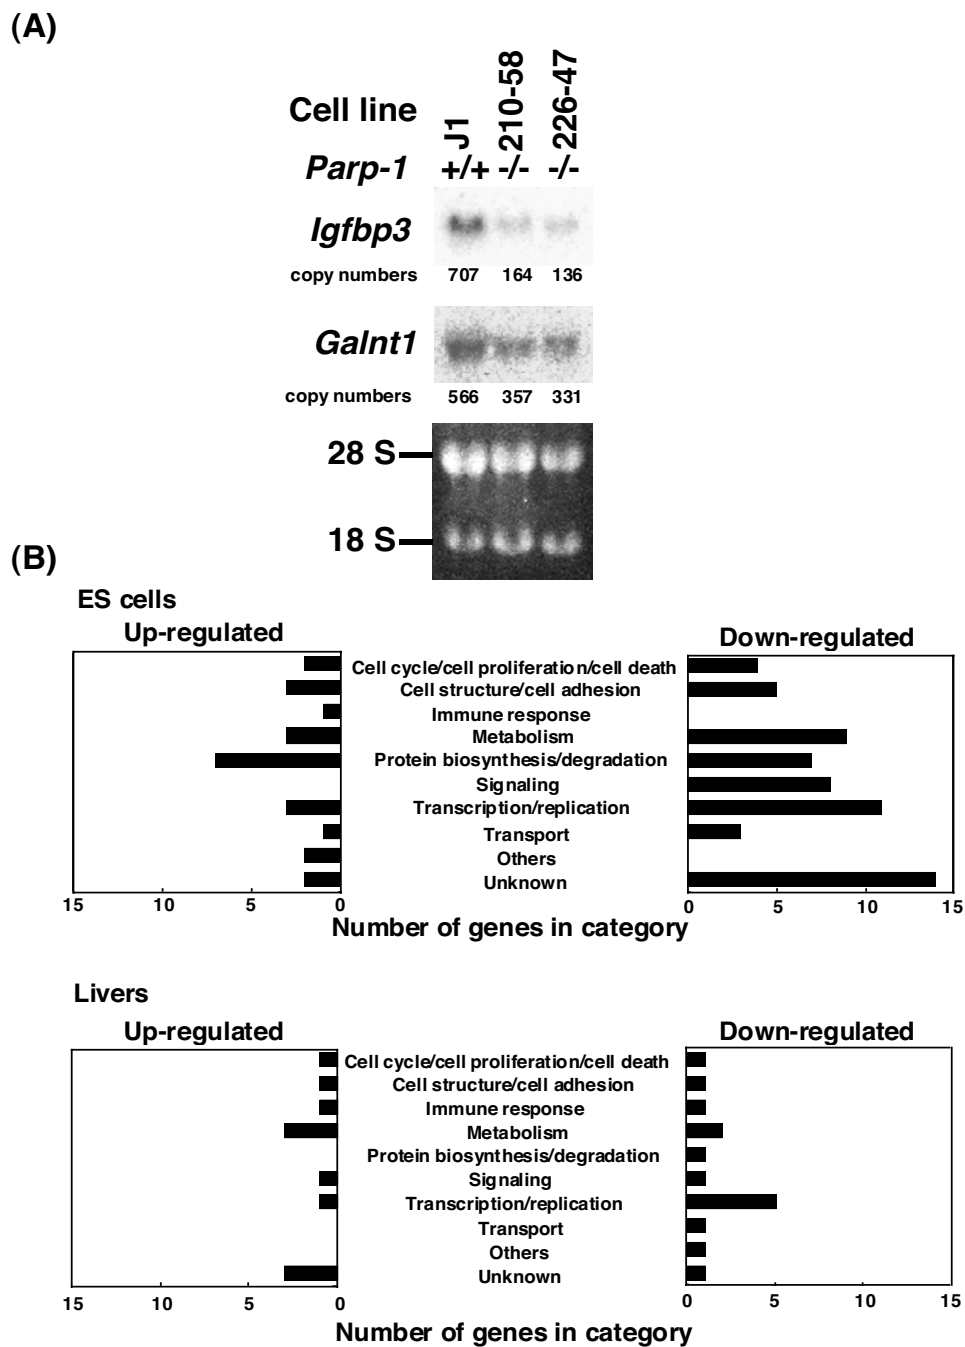 (A)
Cell line J1 210-58 226-47
Parp-1 +/+ -/- -/-
Igfbp3
copy numbers 707 164 136
Galnt1
copy numbers 566 357 331
28 S
18 S
(B)
ES cells
Up-regulated Down-regulated
Cell cycle/cell proliferation/cell death
Cell structure/cell adhesion
Immune response
Metabolism
Protein biosynthesis/degradation
Signaling
Transcription/replication
Transport
Others
Unknown
15 10 5 0 0 5 10 15
Number of genes in category
Livers
Up-regulated Down-regulated
Cell cycle/cell proliferation/cell death
Cell structure/cell adhesion
Immune response
Metabolism
Protein biosynthesis/degradation
Signaling
Transcription/replication
Transport
Others
Unknown
15 10 5 0 0 5 10 15
Number of genes in category